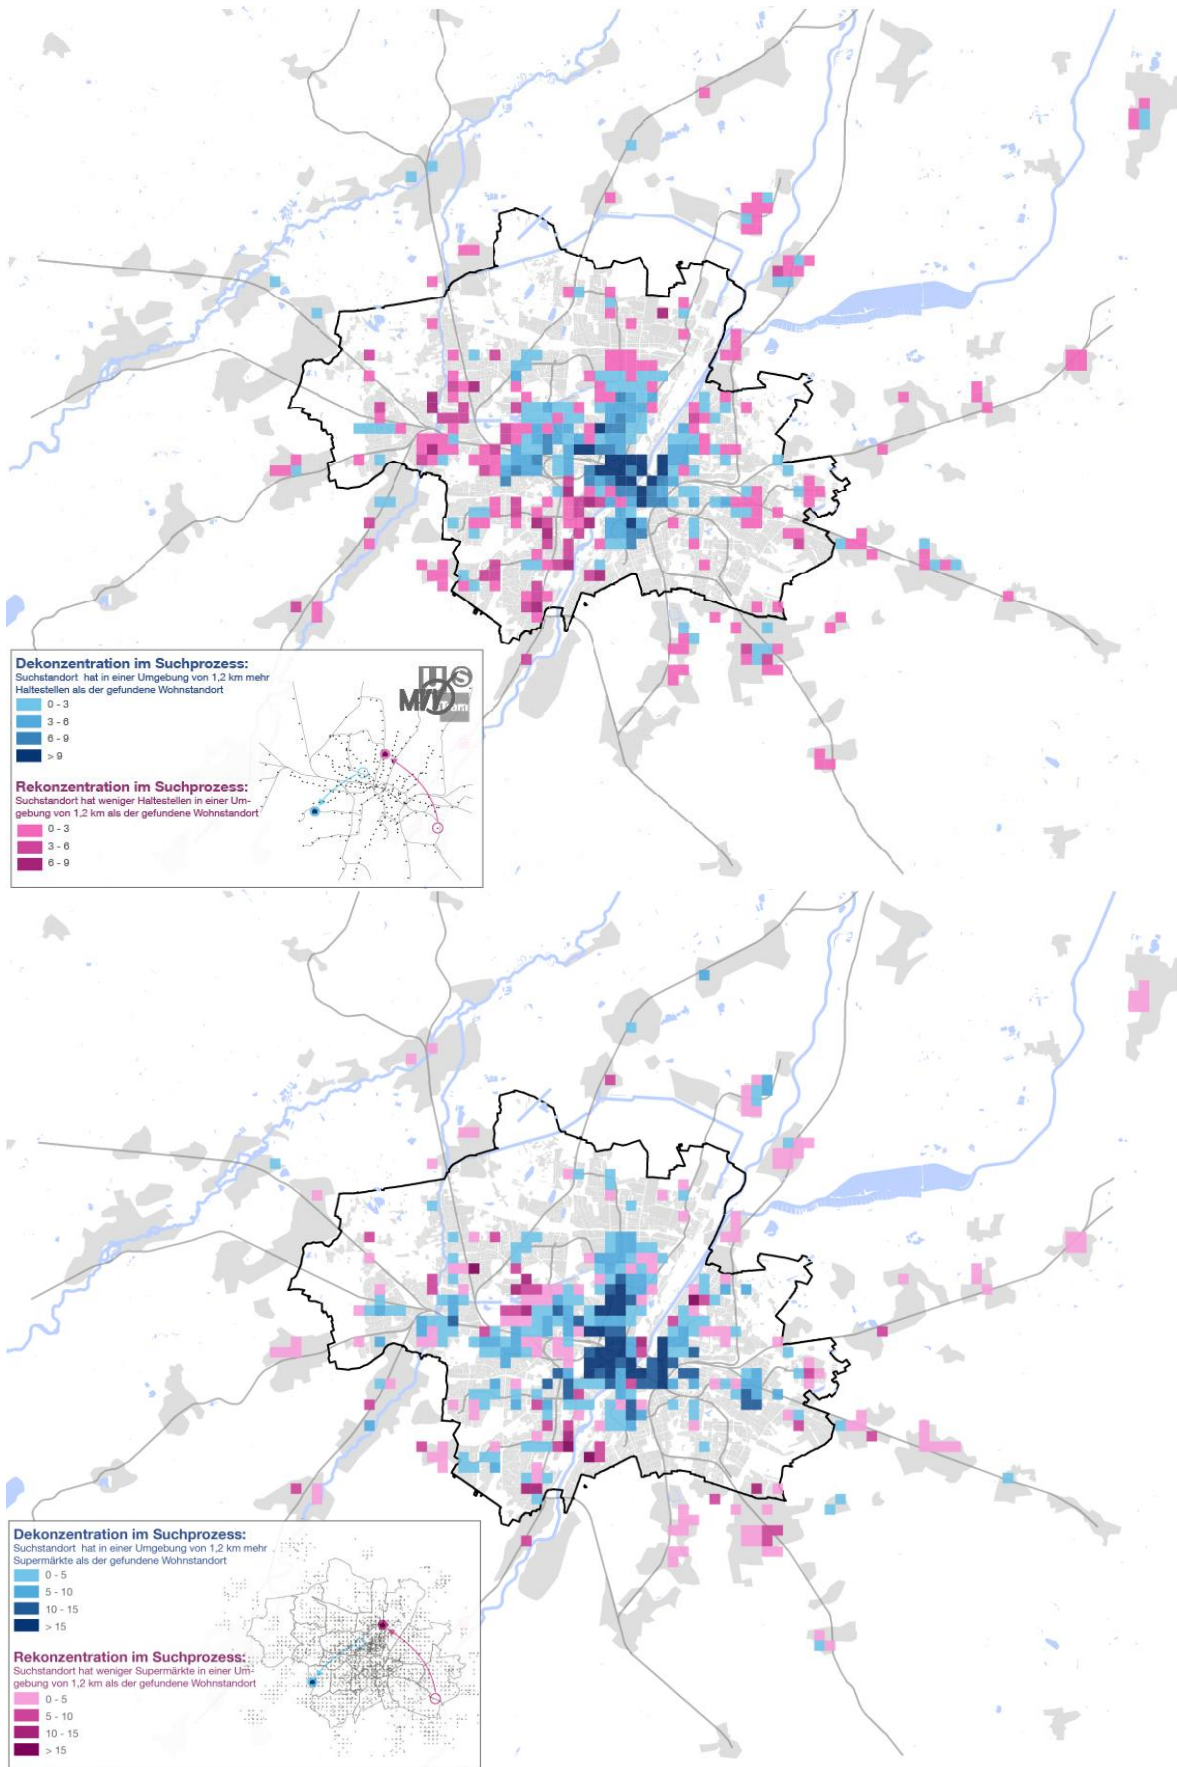 Dekonzentration im Suchprozess:
Suchstandort hat in einer Umgebung von 1,2 km mehr
Haltestellen als der gefundene Wohnstandort
0 - 3
3 - 6
6 - 9
> 9
Rekonzentration im Suchprozess:
Suchstandort hat weniger Haltestellen in einer Um-
gebung von 1,2 km als der gefundene Wohnstandort
0 - 3
3 - 6
6 - 9
S
MVV
Tram
Dekonzentration im Suchprozess:
Suchstandort hat in einer Umgebung von 1,2 km mehr
Supermärkte als der gefundene Wohnstandort
0 - 5
5 - 10
10 - 15
> 15
Rekonzentration im Suchprozess:
Suchstandort hat weniger Supermärkte in einer Um-
gebung von 1,2 km als der gefundene Wohnstandort
0 - 5
5 - 10
10 - 15
> 15